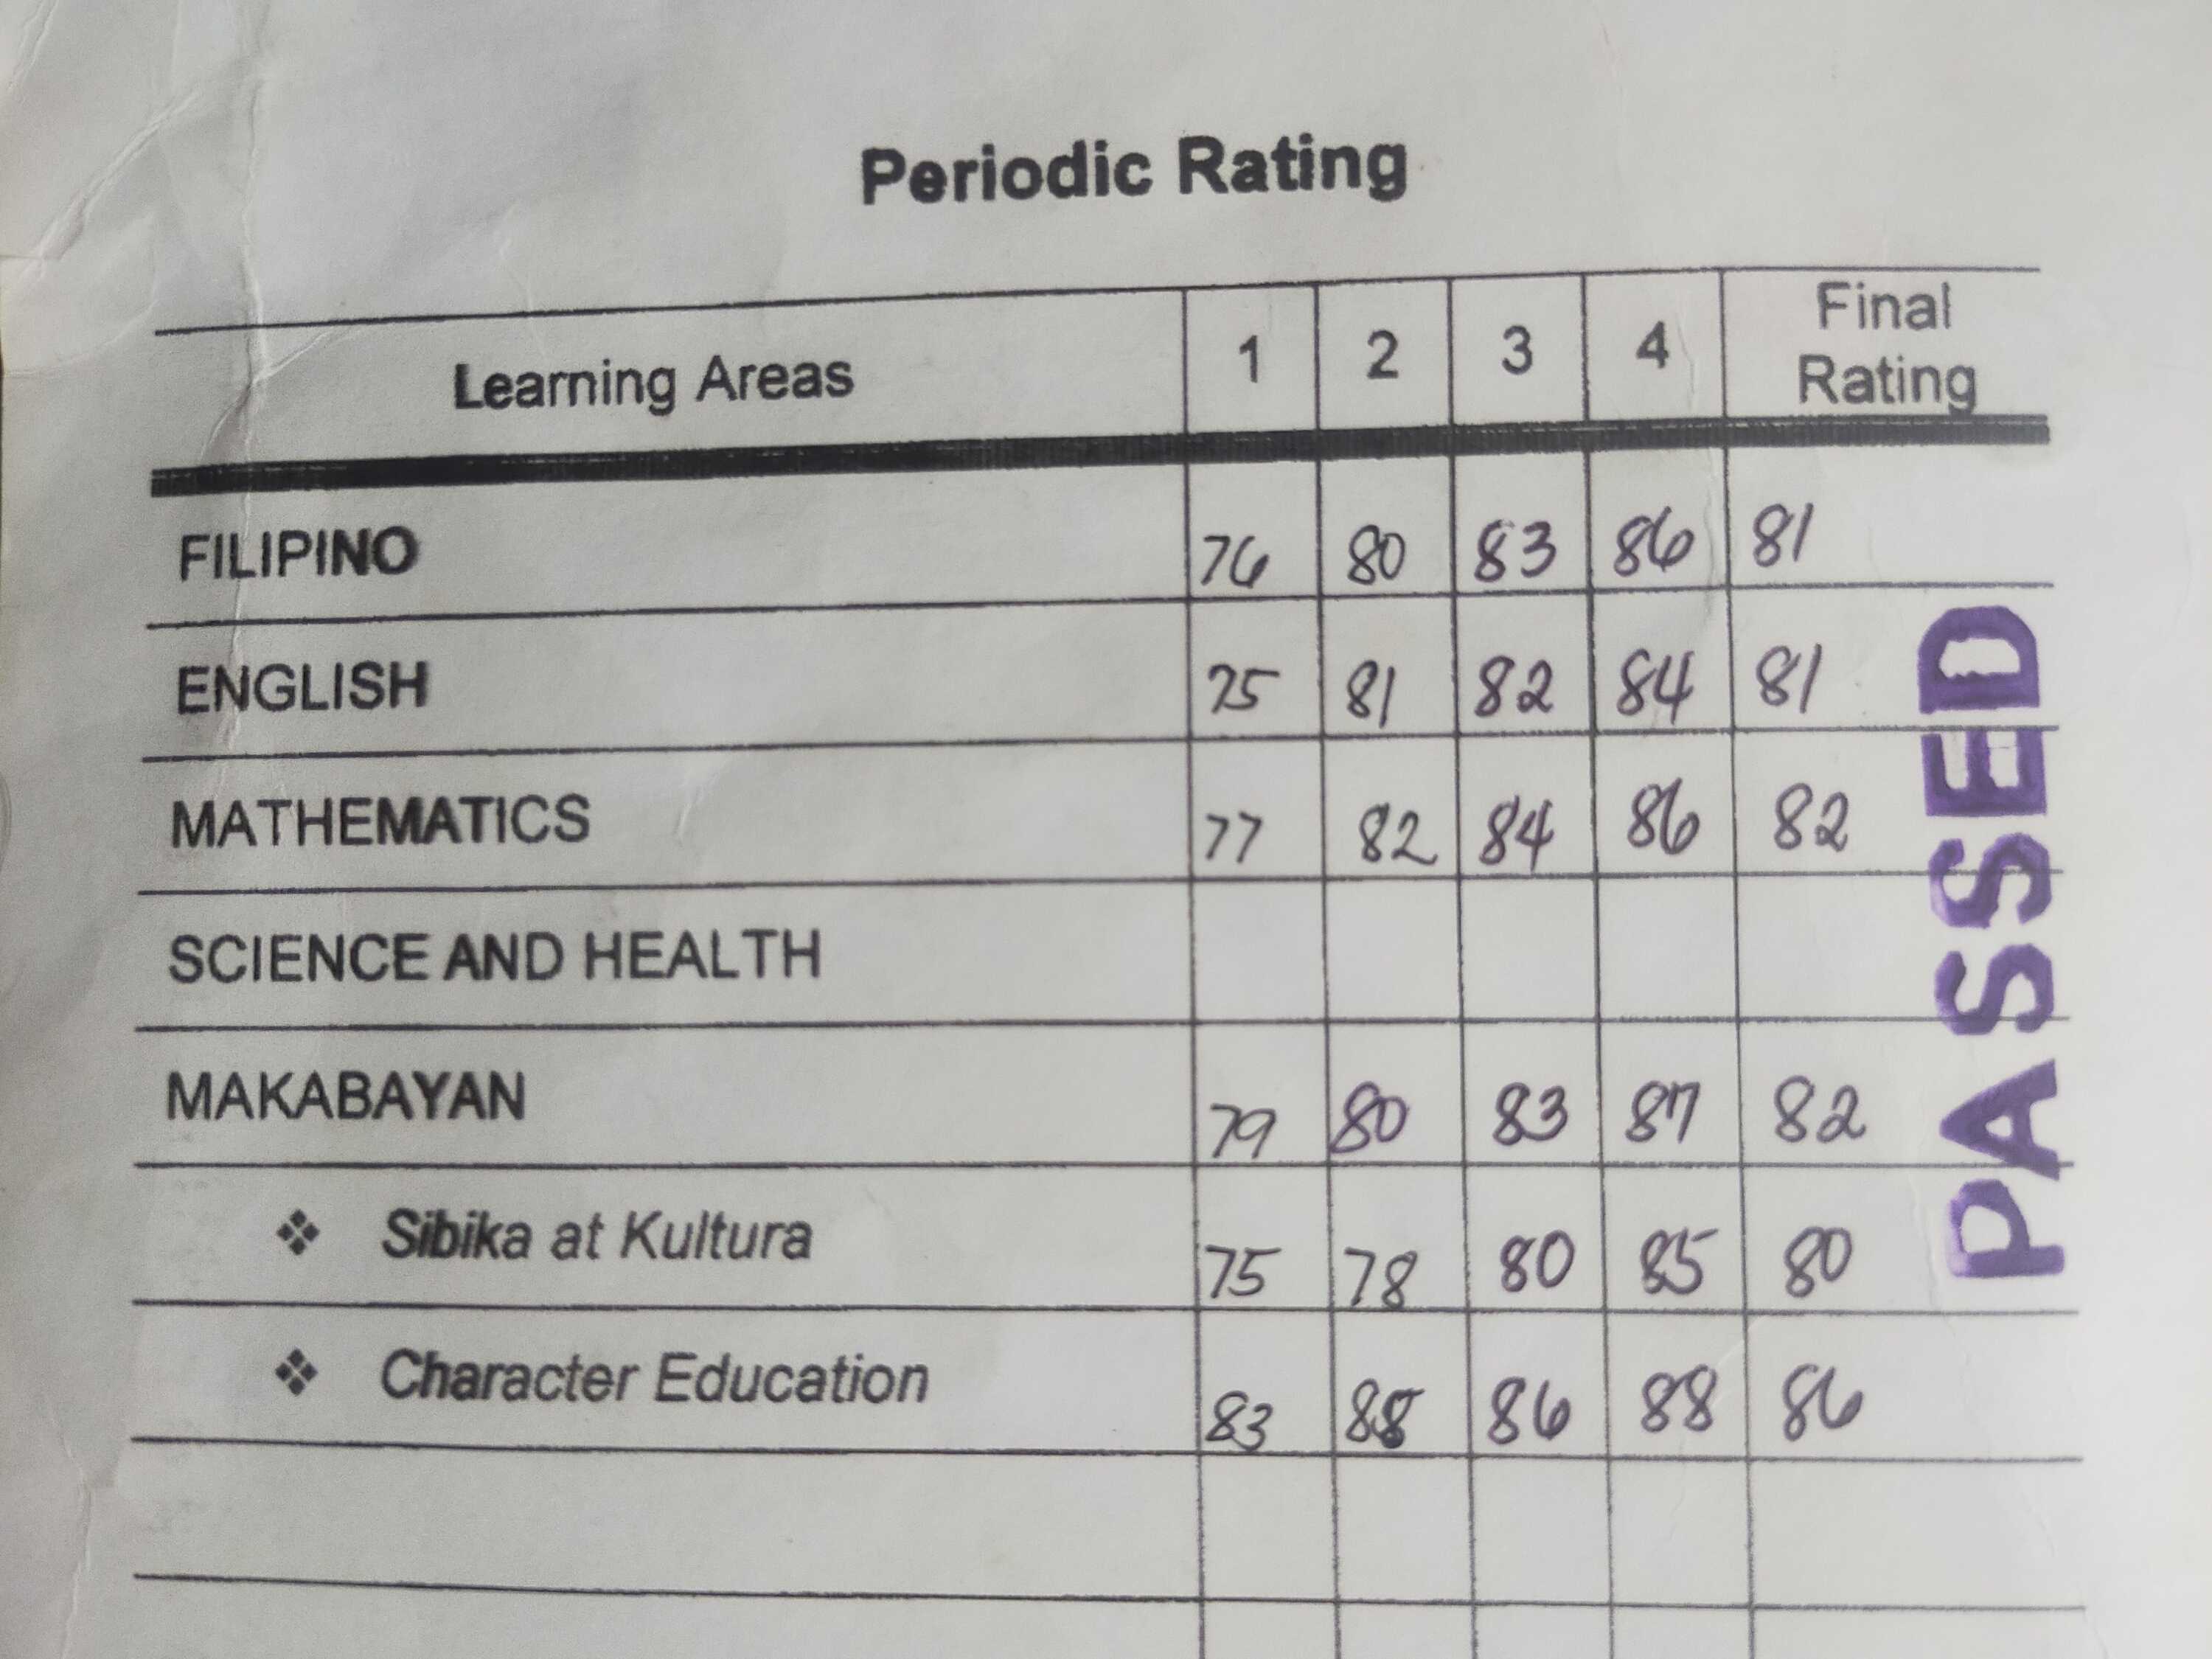 Periodic Rating
Learning Areas 1 2 3 4 Final Rating
FILIPINO 76 80 83 86 81
ENGLISH 75 81 82 84 81
MATHEMATICS 77 82 84 86 82
SCIENCE AND HEALTH
MAKABAYAN 79 80 83 87 82
❖ Sibika at Kultura 75 78 80 85 80
❖ Character Education 83 86 88 86
PASSED